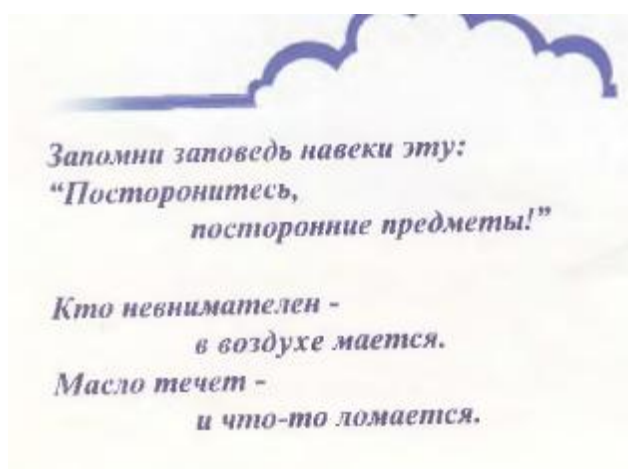 Запомни заповедь навеки эту:
“Посторонитесь,
посторонние предметы!”
Кто невнимателен -
в воздухе мается.
Масло течет -
и что-то ломается.